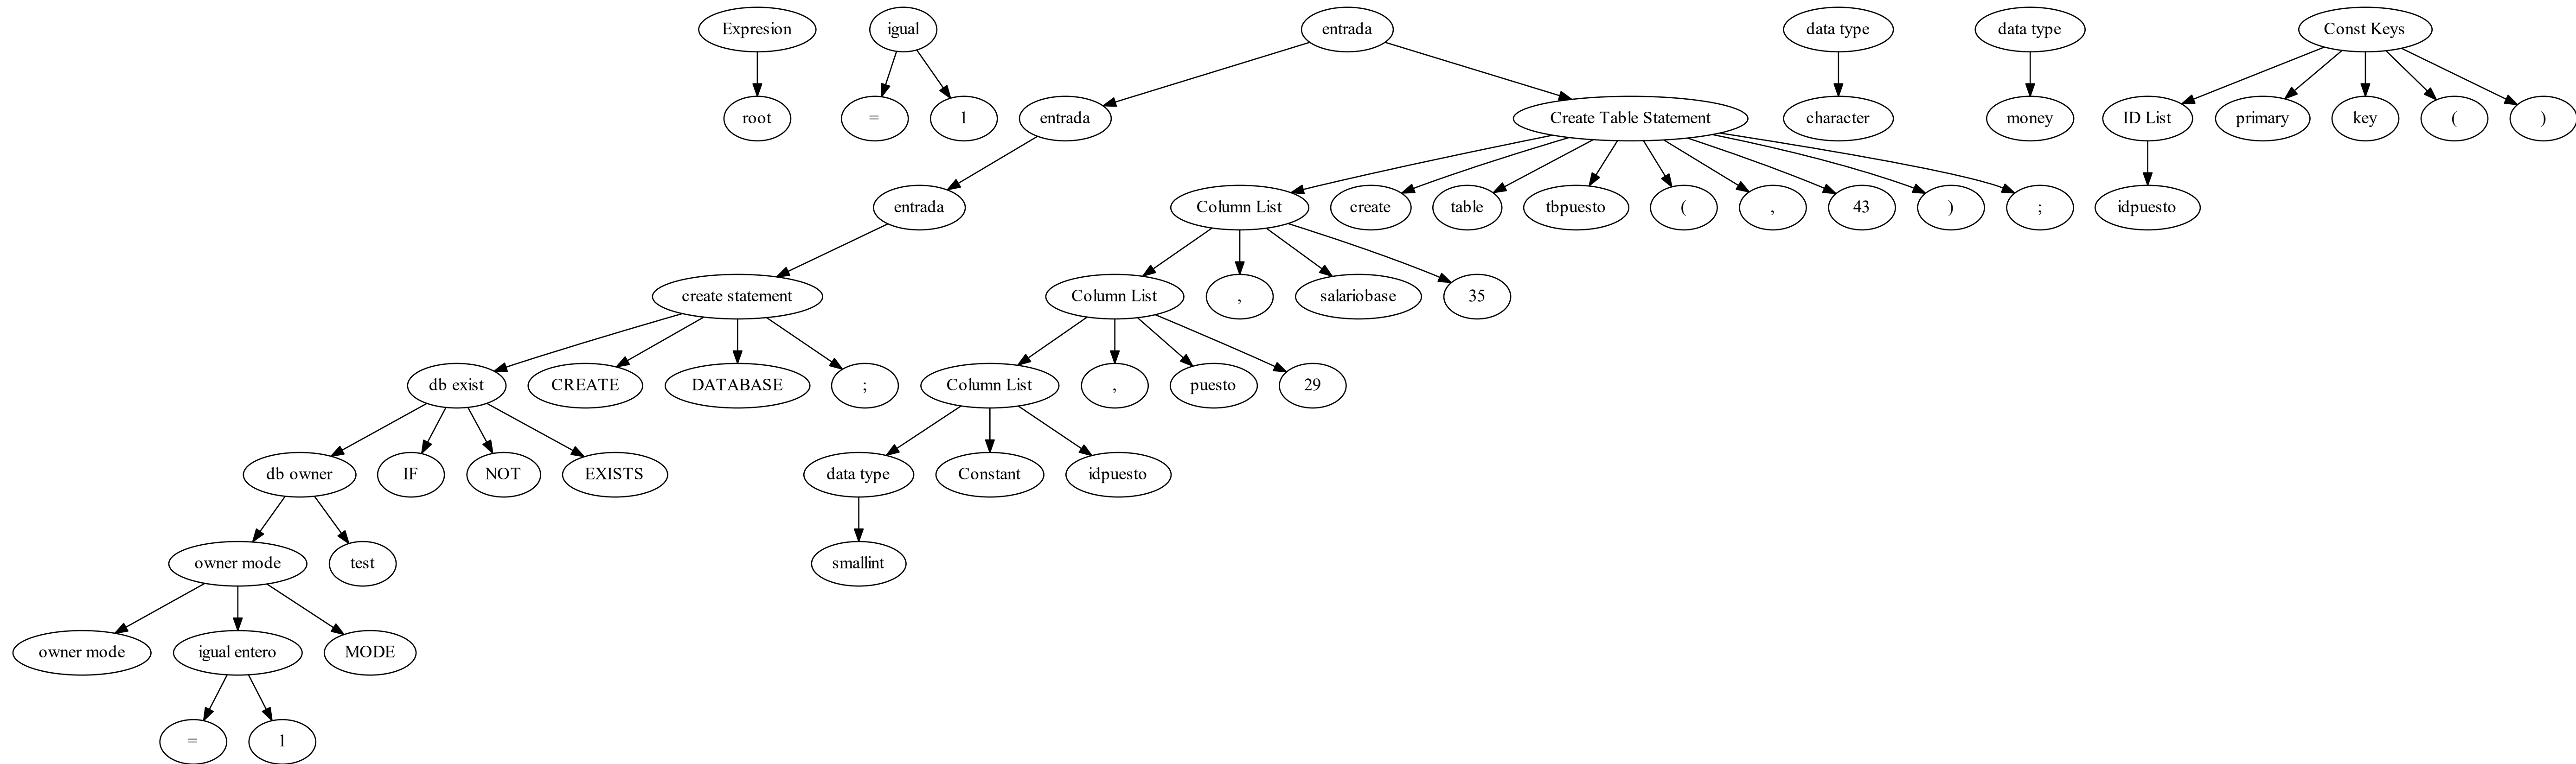 Expresion
igual
entrada
data type
data type
Const Keys
root
=
1
entrada
Create Table Statement
character
money
ID List
primary
key
(
)
entrada
Column List
create
table
tbpuesto
(
,
43
)
;
idpuesto
create statement
Column List
,
salariobase
35
db exist
CREATE
DATABASE
;
Column List
,
puesto
29
db owner
IF
NOT
EXISTS
data type
Constant
idpuesto
owner mode
test
smallint
owner mode
igual entero
MODE
=
1